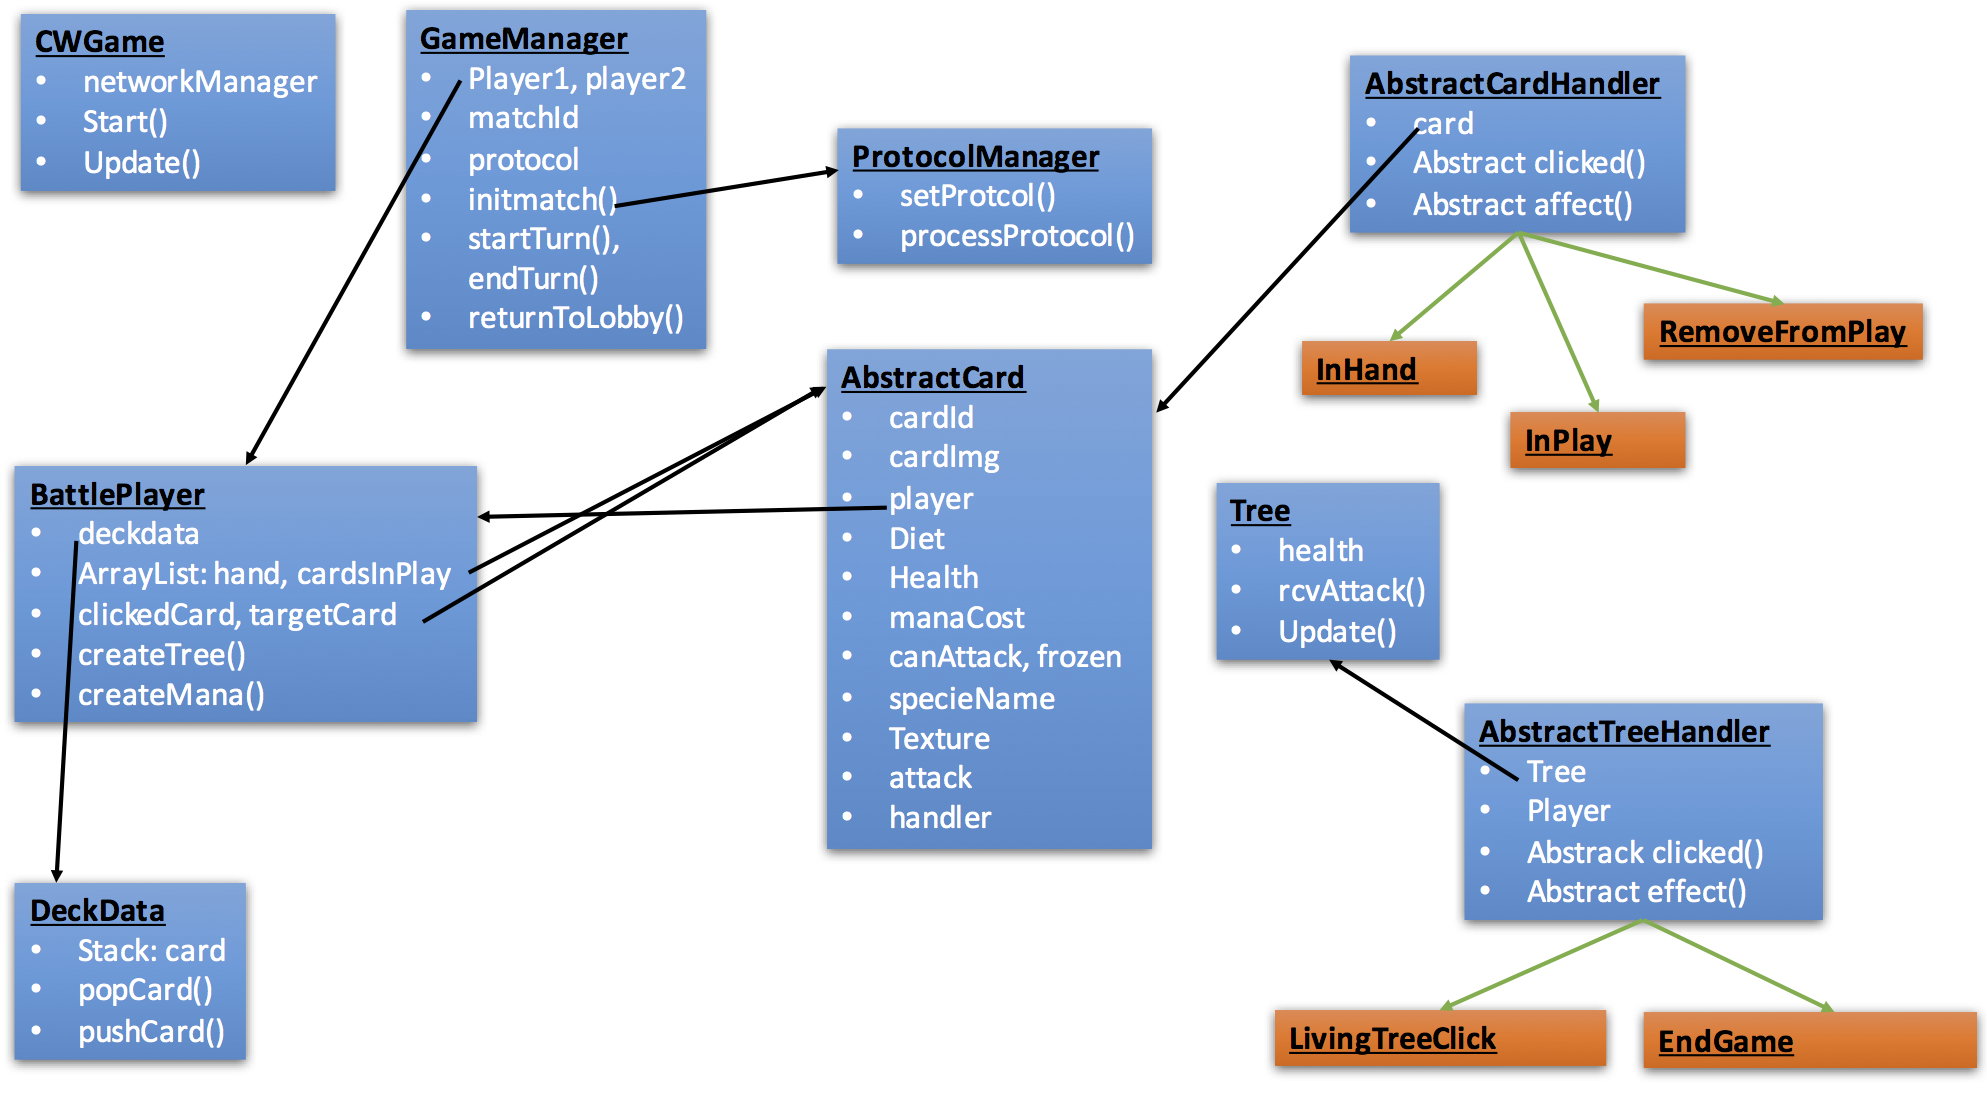 CWGame
• networkManager
• Start()
• Update()
GameManager
• Player1, player2
• matchId
• protocol
• initmatch()
• startTurn(),
endTurn()
• returnToLobby()
ProtocolManager
• setProtcol()
• processProtocol()
AbstractCardHandler
• card
• Abstract clicked()
• Abstract affect()
InHand
InPlay
RemoveFromPlay
BattlePlayer
• deckdata
• ArrayList: hand, cardsInPlay
• clickedCard, targetCard
• createTree()
• createMana()
AbstractCard
• cardId
• cardImg
• player
• Diet
• Health
• manaCost
• canAttack, frozen
• specieName
• Texture
• attack
• handler
Tree
• health
• rcvAttack()
• Update()
AbstractTreeHandler
• Tree
• Player
• Abstrack clicked()
• Abstract effect()
LivingTreeClick
EndGame
DeckData
• Stack: card
• popCard()
• pushCard()